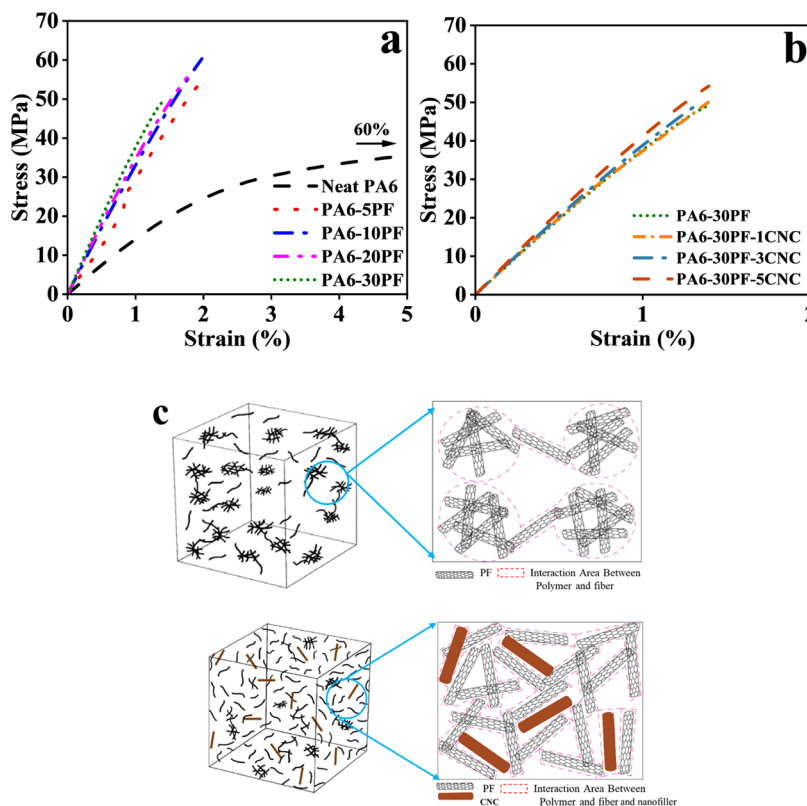 a
Stress (MPa)
70
60
50
40
30
20
10
0
60%
Neat PA6
PA6-5PF
PA6-10PF
PA6-20PF
PA6-30PF
0 1 2 3 4 5
Strain (%)
b
Stress (MPa)
70
60
50
40
30
20
10
0
PA6-30PF
PA6-30PF-1CNC
PA6-30PF-3CNC
PA6-30PF-5CNC
0 1 2
Strain (%)
c
PF Interaction Area Between
Polymer and fiber
PF Interaction Area Between
CNC Polymer and fiber and nanofiller